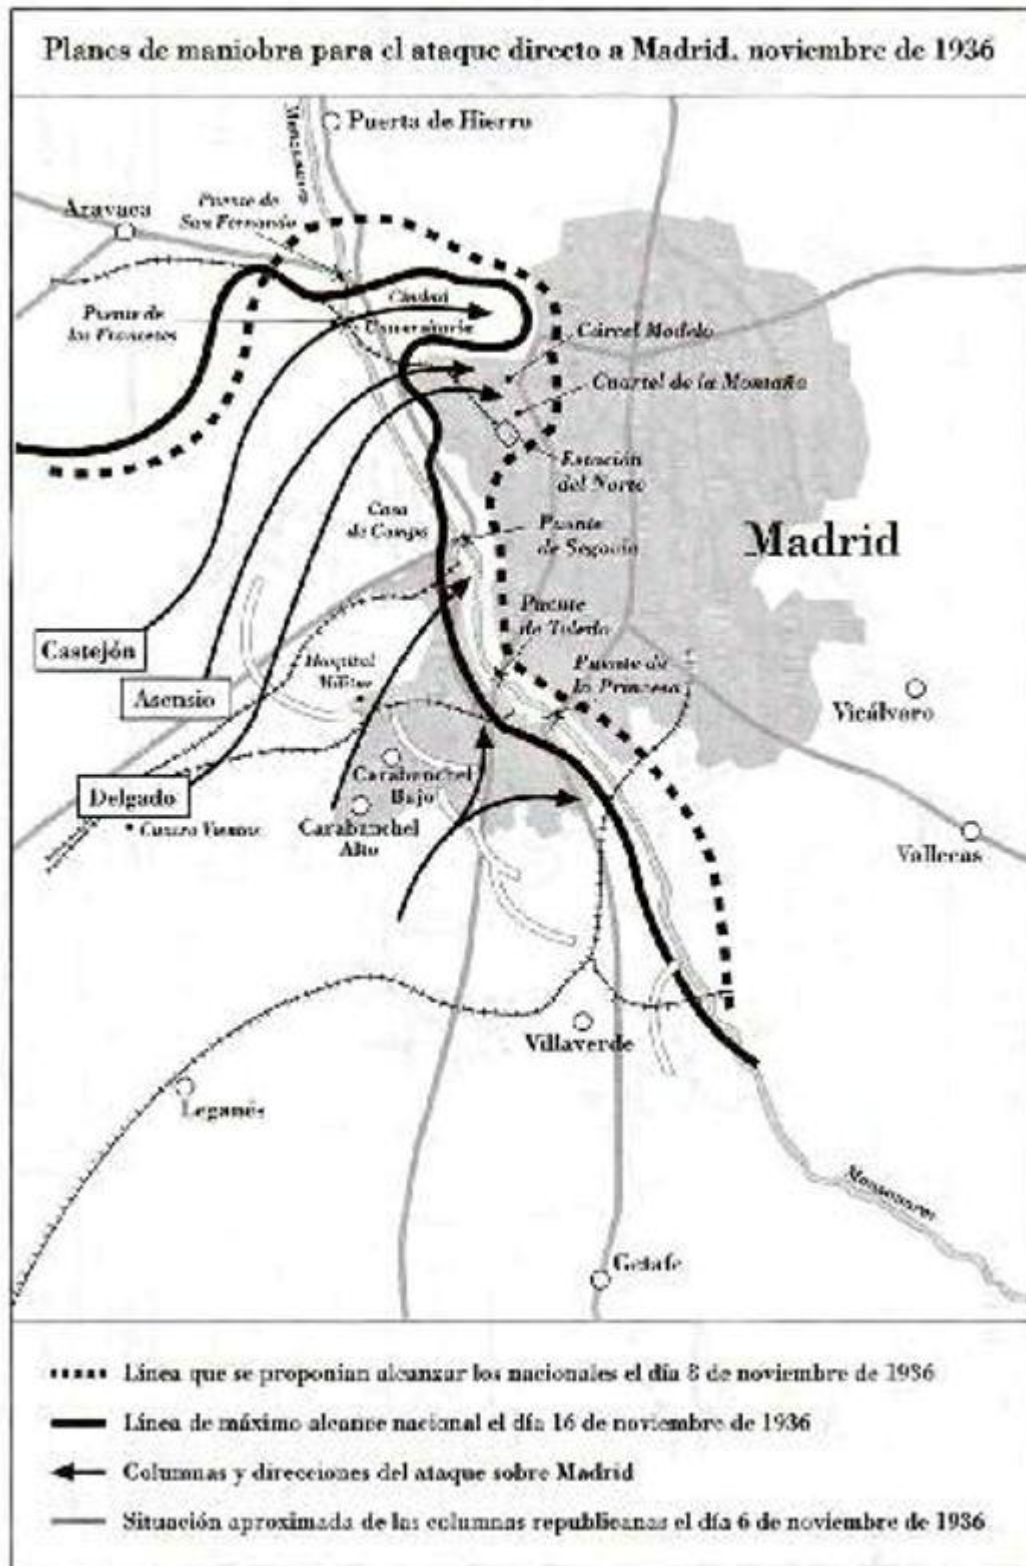 Planes de maniobra para el ataque directo a Madrid. noviembre de 1936
Manzanares
Puerta de Hierro
Aravaca
Puente de
San Fernando
Puente de
los Franceses
Ciudad
Universitaria
Cárcel Modelo
Cuartel de la Montaña
Estación
del Norte
Casa
de Campo
Puente
de Segovia
Madrid
Puente
de Toledo
Castejón
Hospital
Militar
Puente de
la Princesa
Asensio
Vicálvaro
Carabanchel
Bajo
Delgado
Cuatro Vientos
Carabanchel
Alto
Vallecas
Villaverde
Leganés
Manzanares
Getafe
Línea que se proponían alcanzar los nacionales el día 8 de noviembre de 1936
Línea de máximo alcance nacional el día 16 de noviembre de 1936
Columnas y direcciones del ataque sobre Madrid
Situación aproximada de las columnas republicanas el día 6 de noviembre de 1936